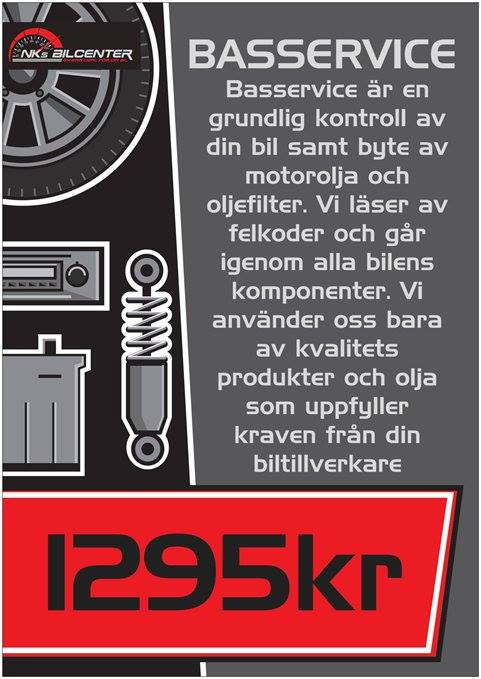 NKs BILCENTER
BASSERVICE
Basservice är en
grundlig kontroll av
din bil samt byte av
motorolja och
oljefilter. Vi läser av
felkoder och går
igenom alla bilens
komponenter. Vi
använder oss bara
av kvalitets
produkter och olja
som uppfyller
kraven från din
biltillverkare
1295kr